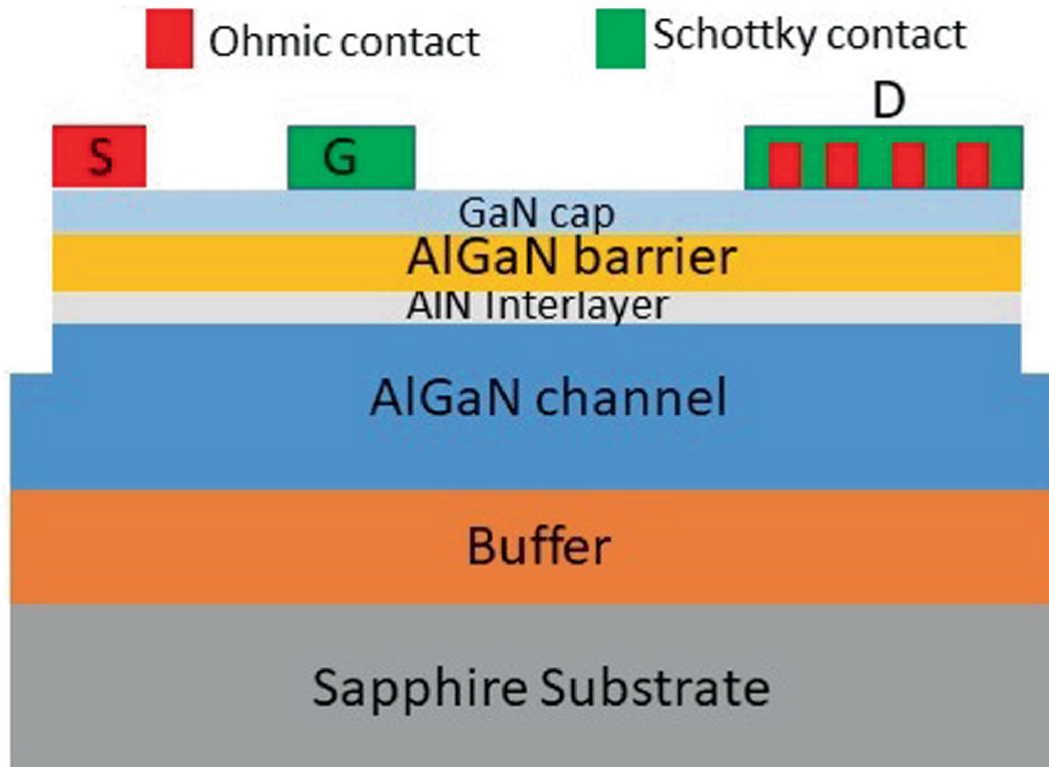 Ohmic contact
Schottky contact
D
S
G
GaN cap
AlGaN barrier
AlN Interlayer
AlGaN channel
Buffer
Sapphire Substrate